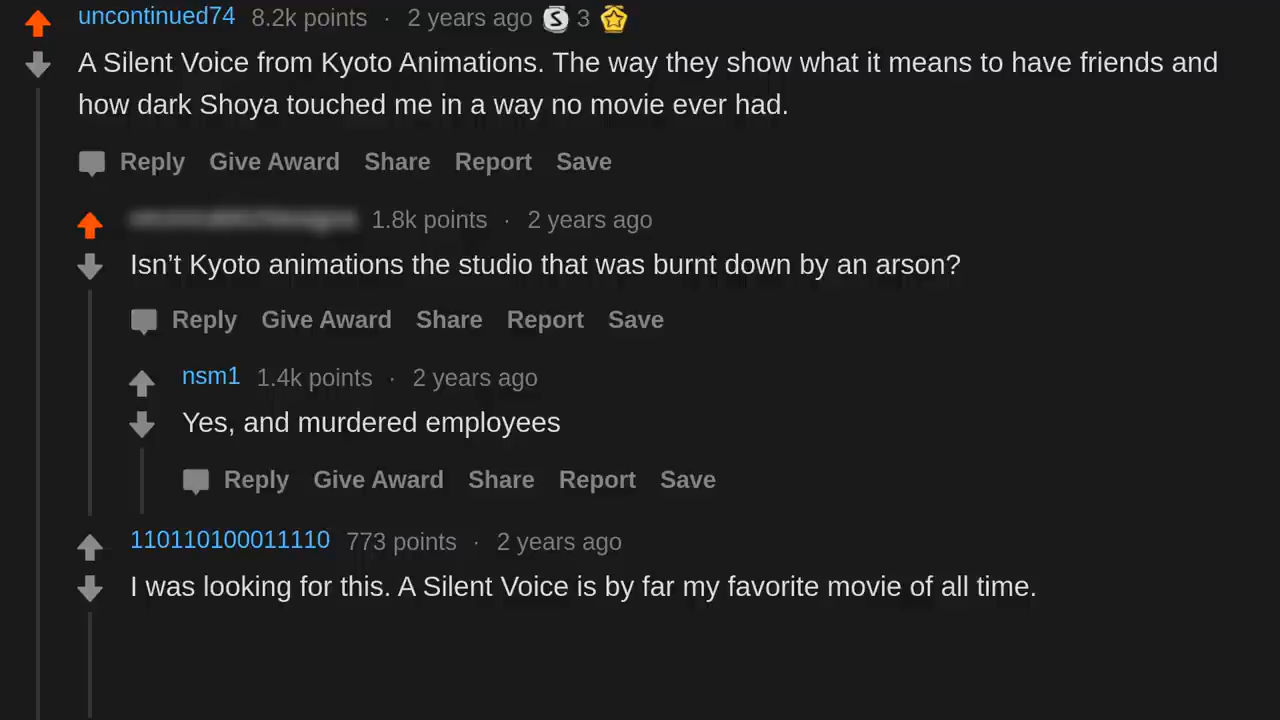 uncontinued74 8.2k points · 2 years ago S 3
A Silent Voice from Kyoto Animations. The way they show what it means to have friends and
how dark Shoya touched me in a way no movie ever had.
Reply Give Award Share Report Save
1.8k points · 2 years ago
Isn’t Kyoto animations the studio that was burnt down by an arson?
Reply Give Award Share Report Save
nsm1 1.4k points · 2 years ago
Yes, and murdered employees
Reply Give Award Share Report Save
110110100011110 773 points · 2 years ago
I was looking for this. A Silent Voice is by far my favorite movie of all time.